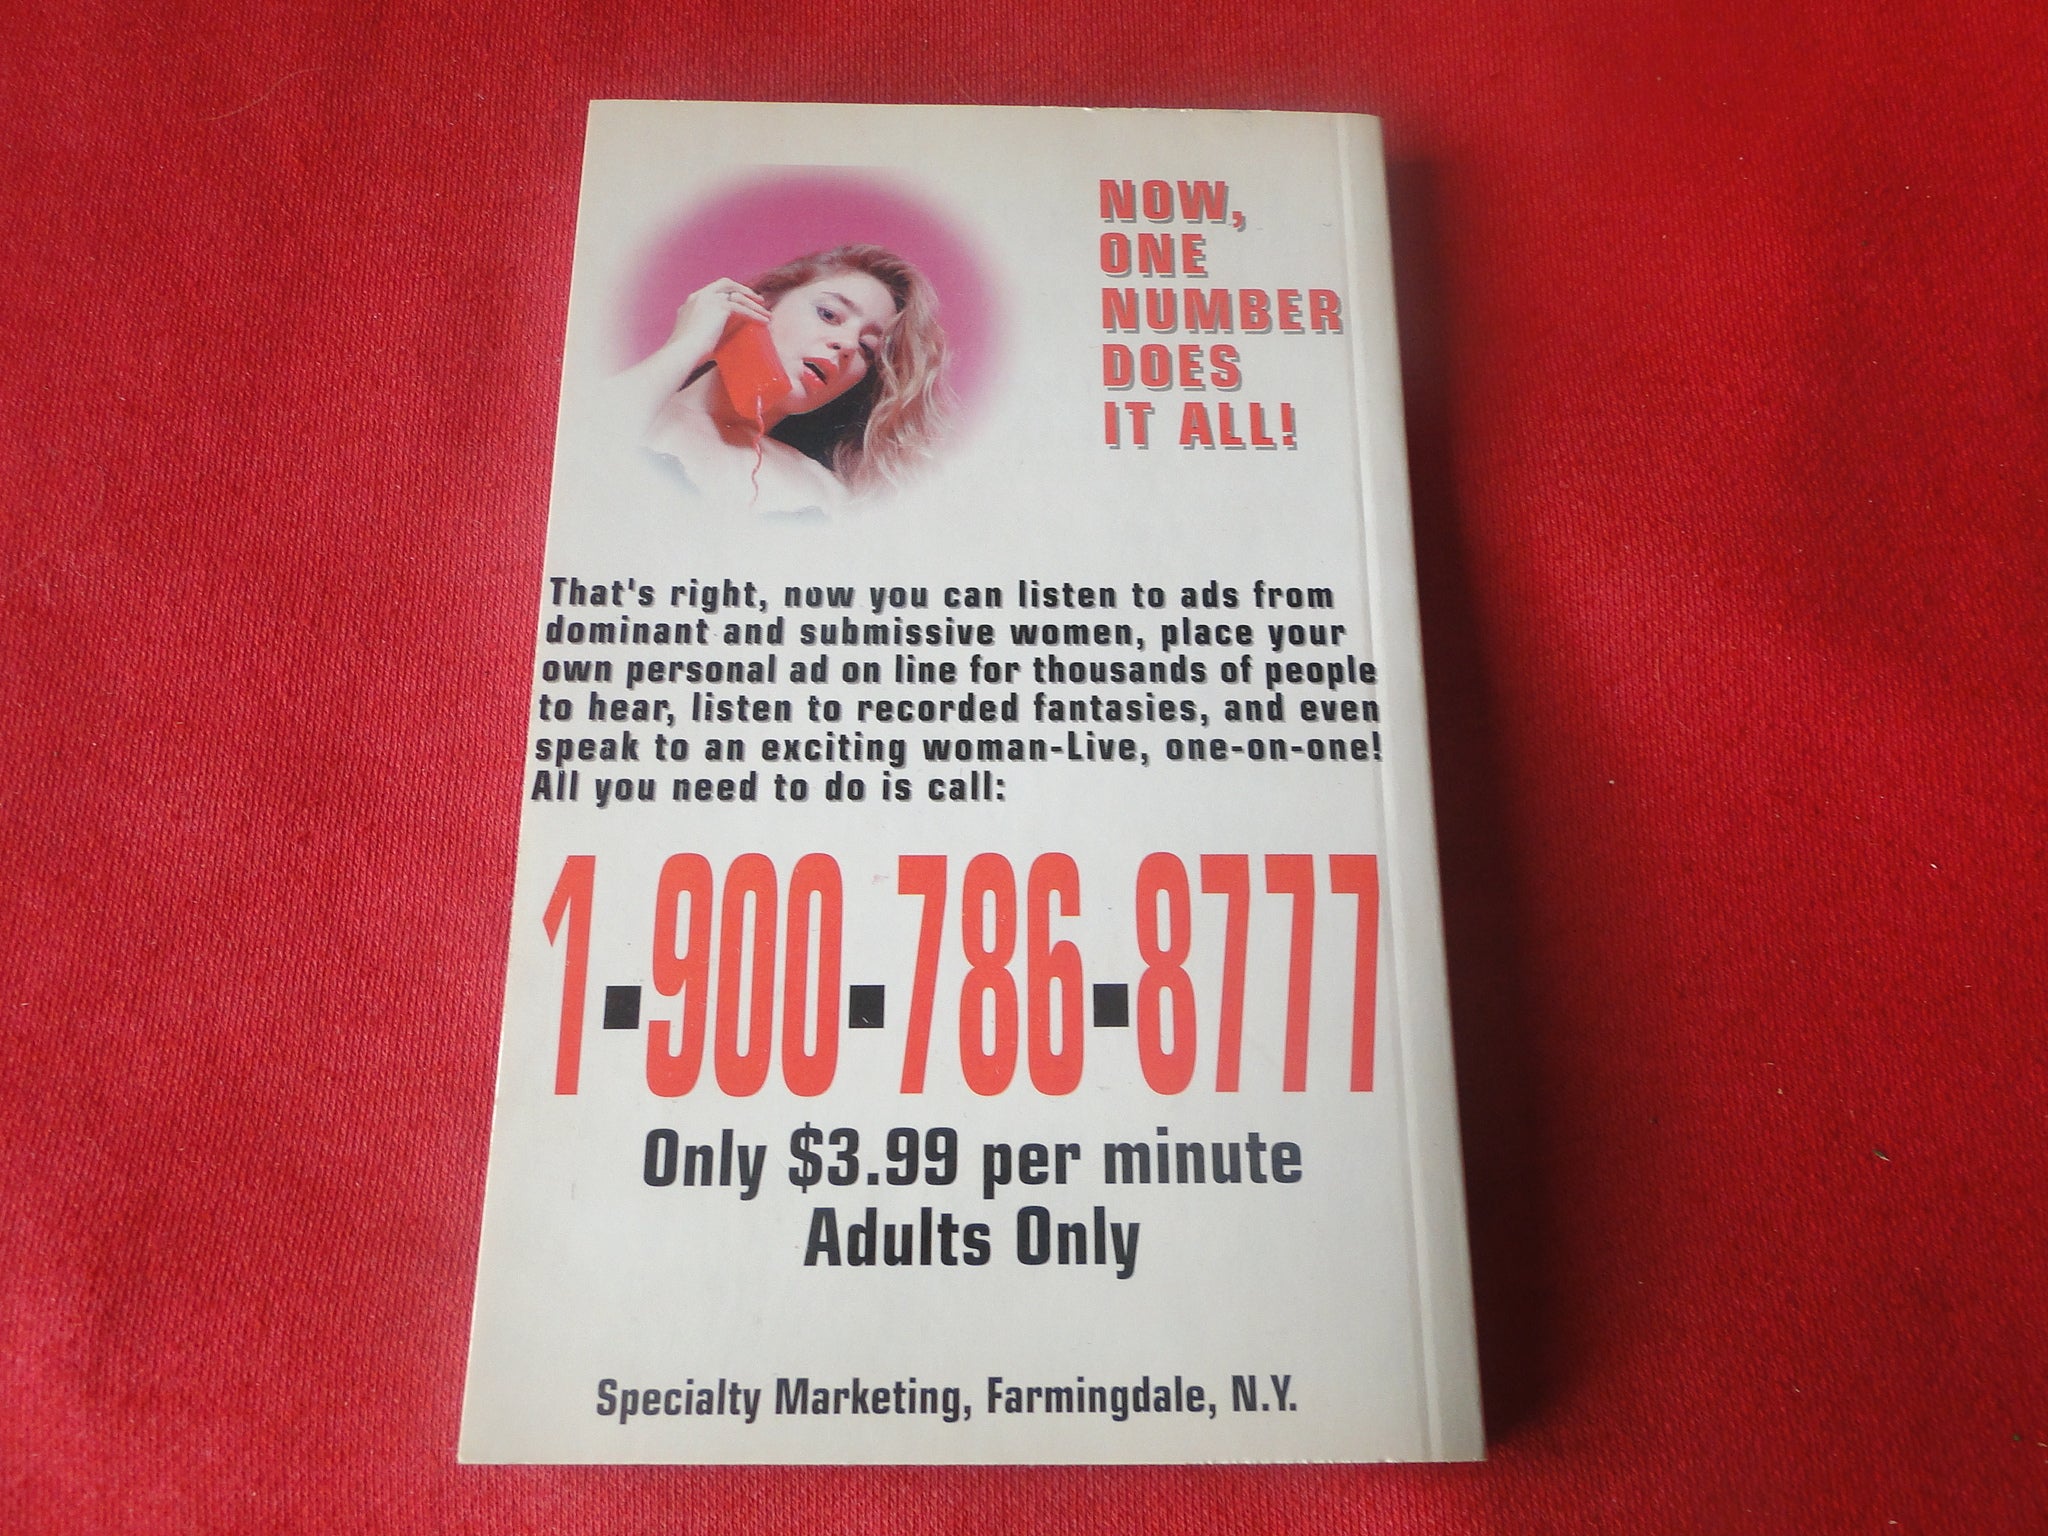 NOW,
ONE
NUMBER
DOES
IT ALL!
That's right, now you can listen to ads from
dominant and submissive women, place your
own personal ad on line for thousands of people
to hear, listen to recorded fantasies, and even
speak to an exciting woman-Live, one-on-one!
All you need to do is call:
1-900-786-8777
Only $3.99 per minute
Adults Only
Specialty Marketing, Farmingdale, N.Y.